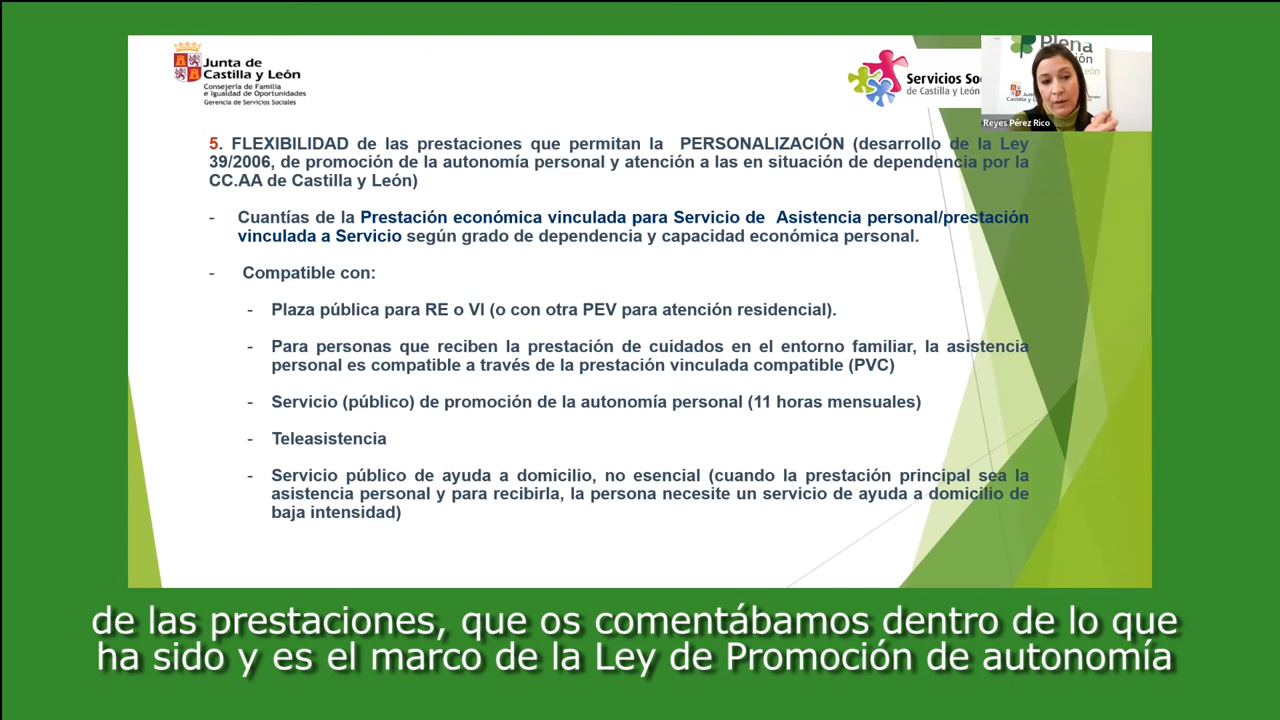 Junta de
Castilla y León
Consejería de Familia
e Igualdad de Oportunidades
Gerencia de Servicios Sociales
Servicios So
de Castilla y León
Plena
León
Reyes Pérez Rico
5. FLEXIBILIDAD de las prestaciones que permitan la PERSONALIZACIÓN (desarrollo de la Ley
39/2006, de promoción de la autonomía personal y atención a las en situación de dependencia por la
CC.AA de Castilla y León)
- Cuantías de la Prestación económica vinculada para Servicio de Asistencia personal/prestación
vinculada a Servicio según grado de dependencia y capacidad económica personal.
- Compatible con:
- Plaza pública para RE o VI (o con otra PEV para atención residencial).
- Para personas que reciben la prestación de cuidados en el entorno familiar, la asistencia
personal es compatible a través de la prestación vinculada compatible (PVC)
- Servicio (público) de promoción de la autonomía personal (11 horas mensuales)
- Teleasistencia
- Servicio público de ayuda a domicilio, no esencial (cuando la prestación principal sea la
asistencia personal y para recibirla, la persona necesite un servicio de ayuda a domicilio de
baja intensidad)
de las prestaciones, que os comentábamos dentro de lo que
ha sido y es el marco de la Ley de Promoción de autonomía